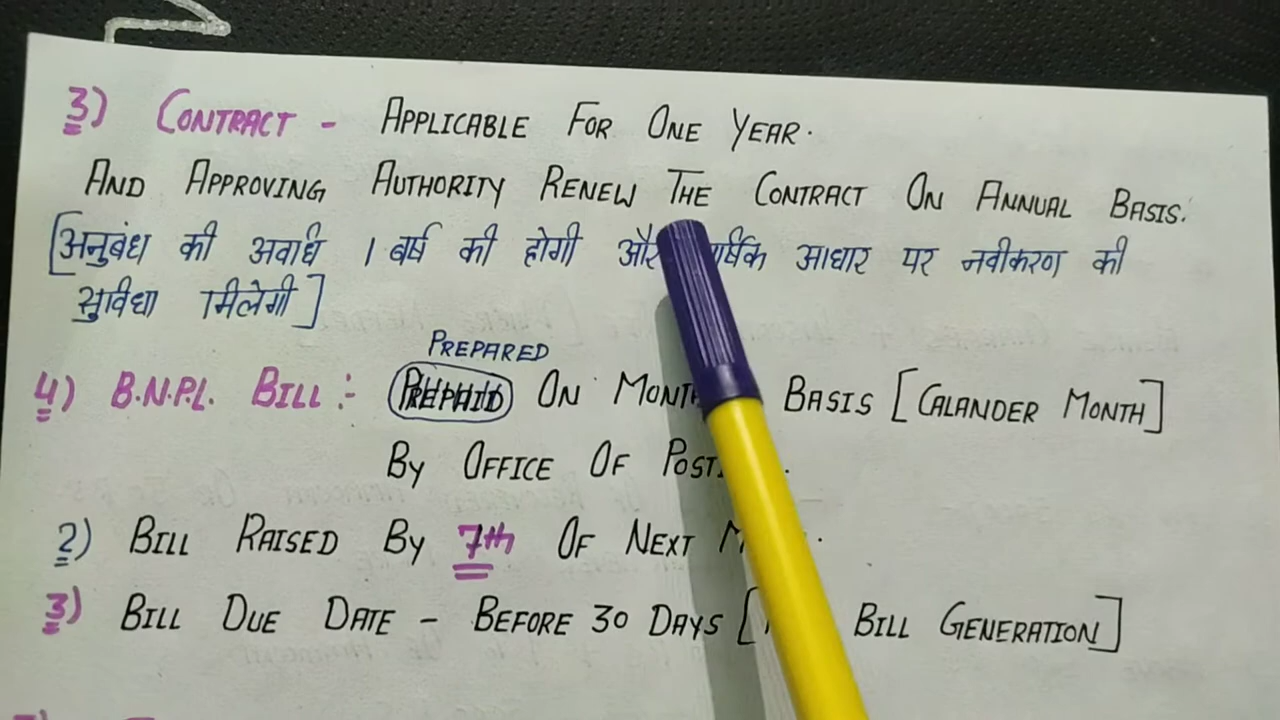 3) CONTRACT - APPLICABLE FOR ONE YEAR.
AND APPROVING AUTHORITY RENEW THE CONTRACT ON ANNUAL BASIS.
[अनुबंध की अवधि 1 बर्ष की होगी और आधार पर नवीकरण की
सुविधा मिलेगी]
PREPARED
4) B.N.P.L. BILL :- PREPAID ON BASIS [CALANDER MONTH]
BY OFFICE OF
2) BILL RAISED BY 7th OF NEXT
3) BILL DUE DATE - BEFORE 30 DAYS [ BILL GENERATION]